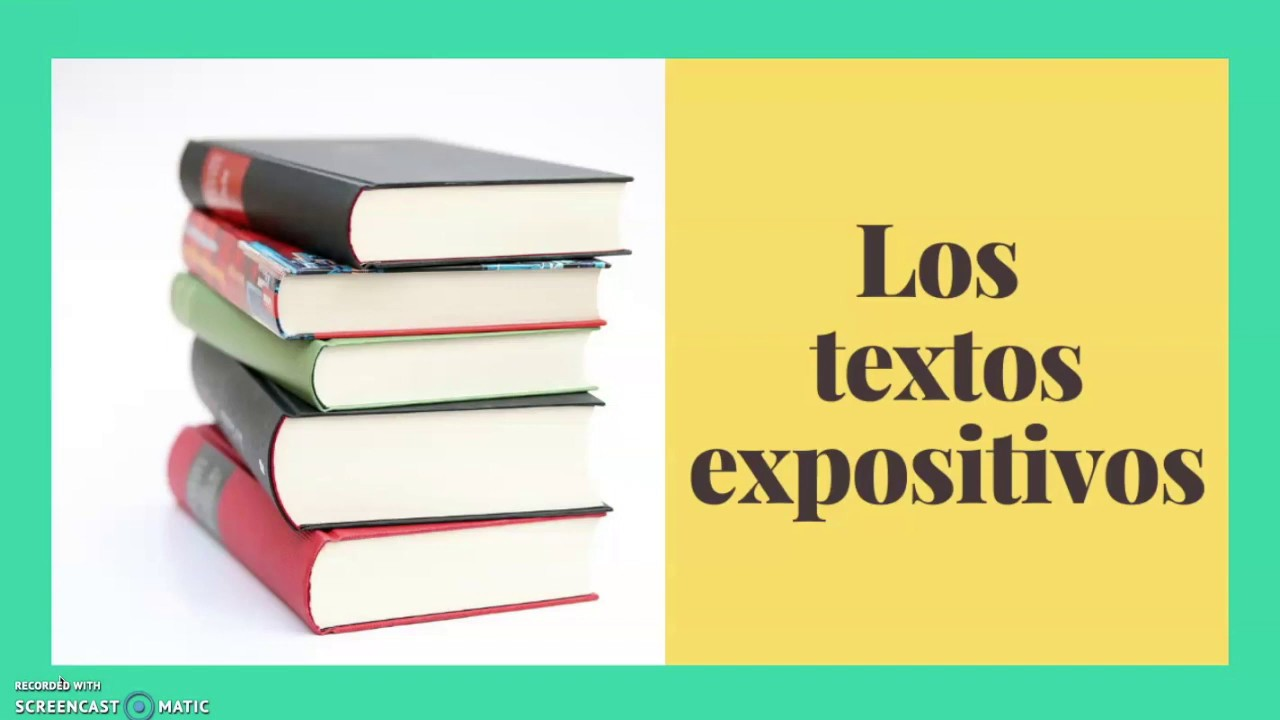 Los
textos
expositivos
RECORDED WITH
SCREENCAST MATIC